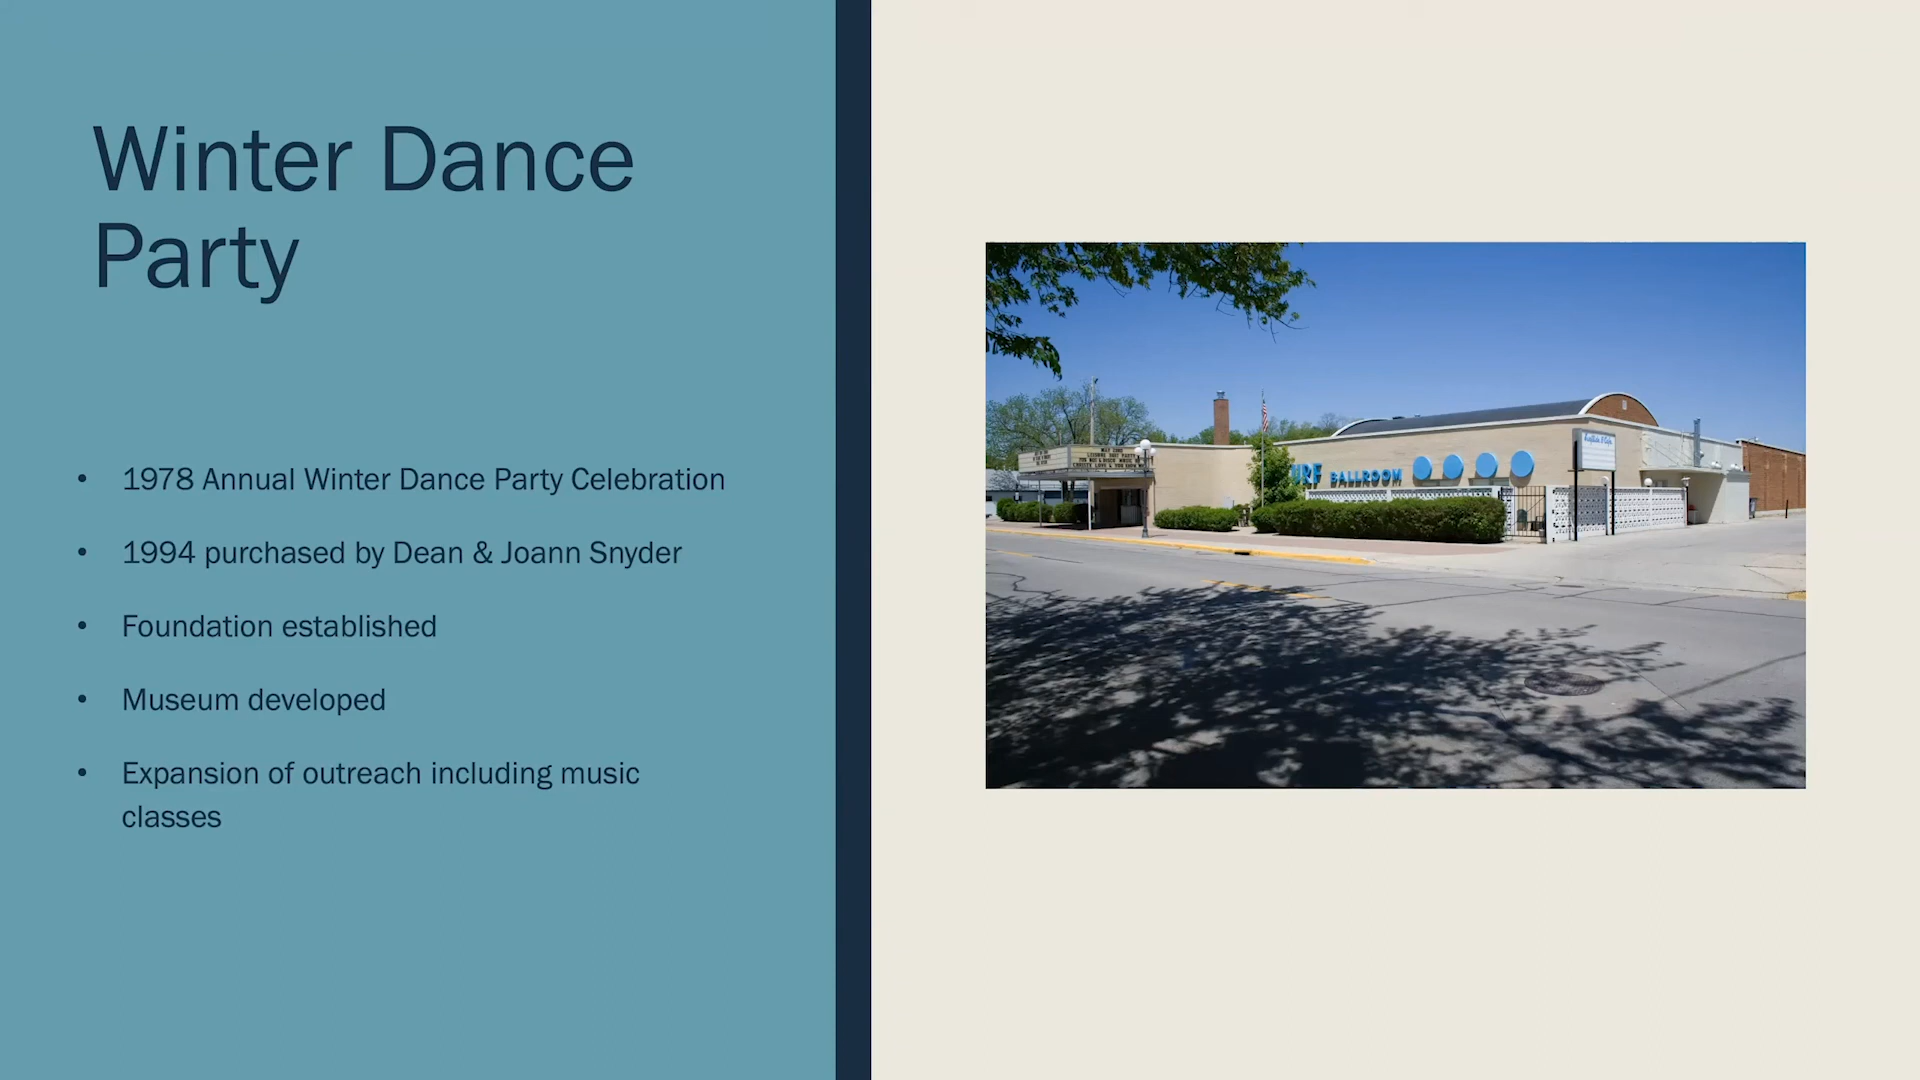 Winter Dance
Party
• 1978 Annual Winter Dance Party Celebration
• 1994 purchased by Dean & Joann Snyder
• Foundation established
• Museum developed
• Expansion of outreach including music
classes
BALLROOM